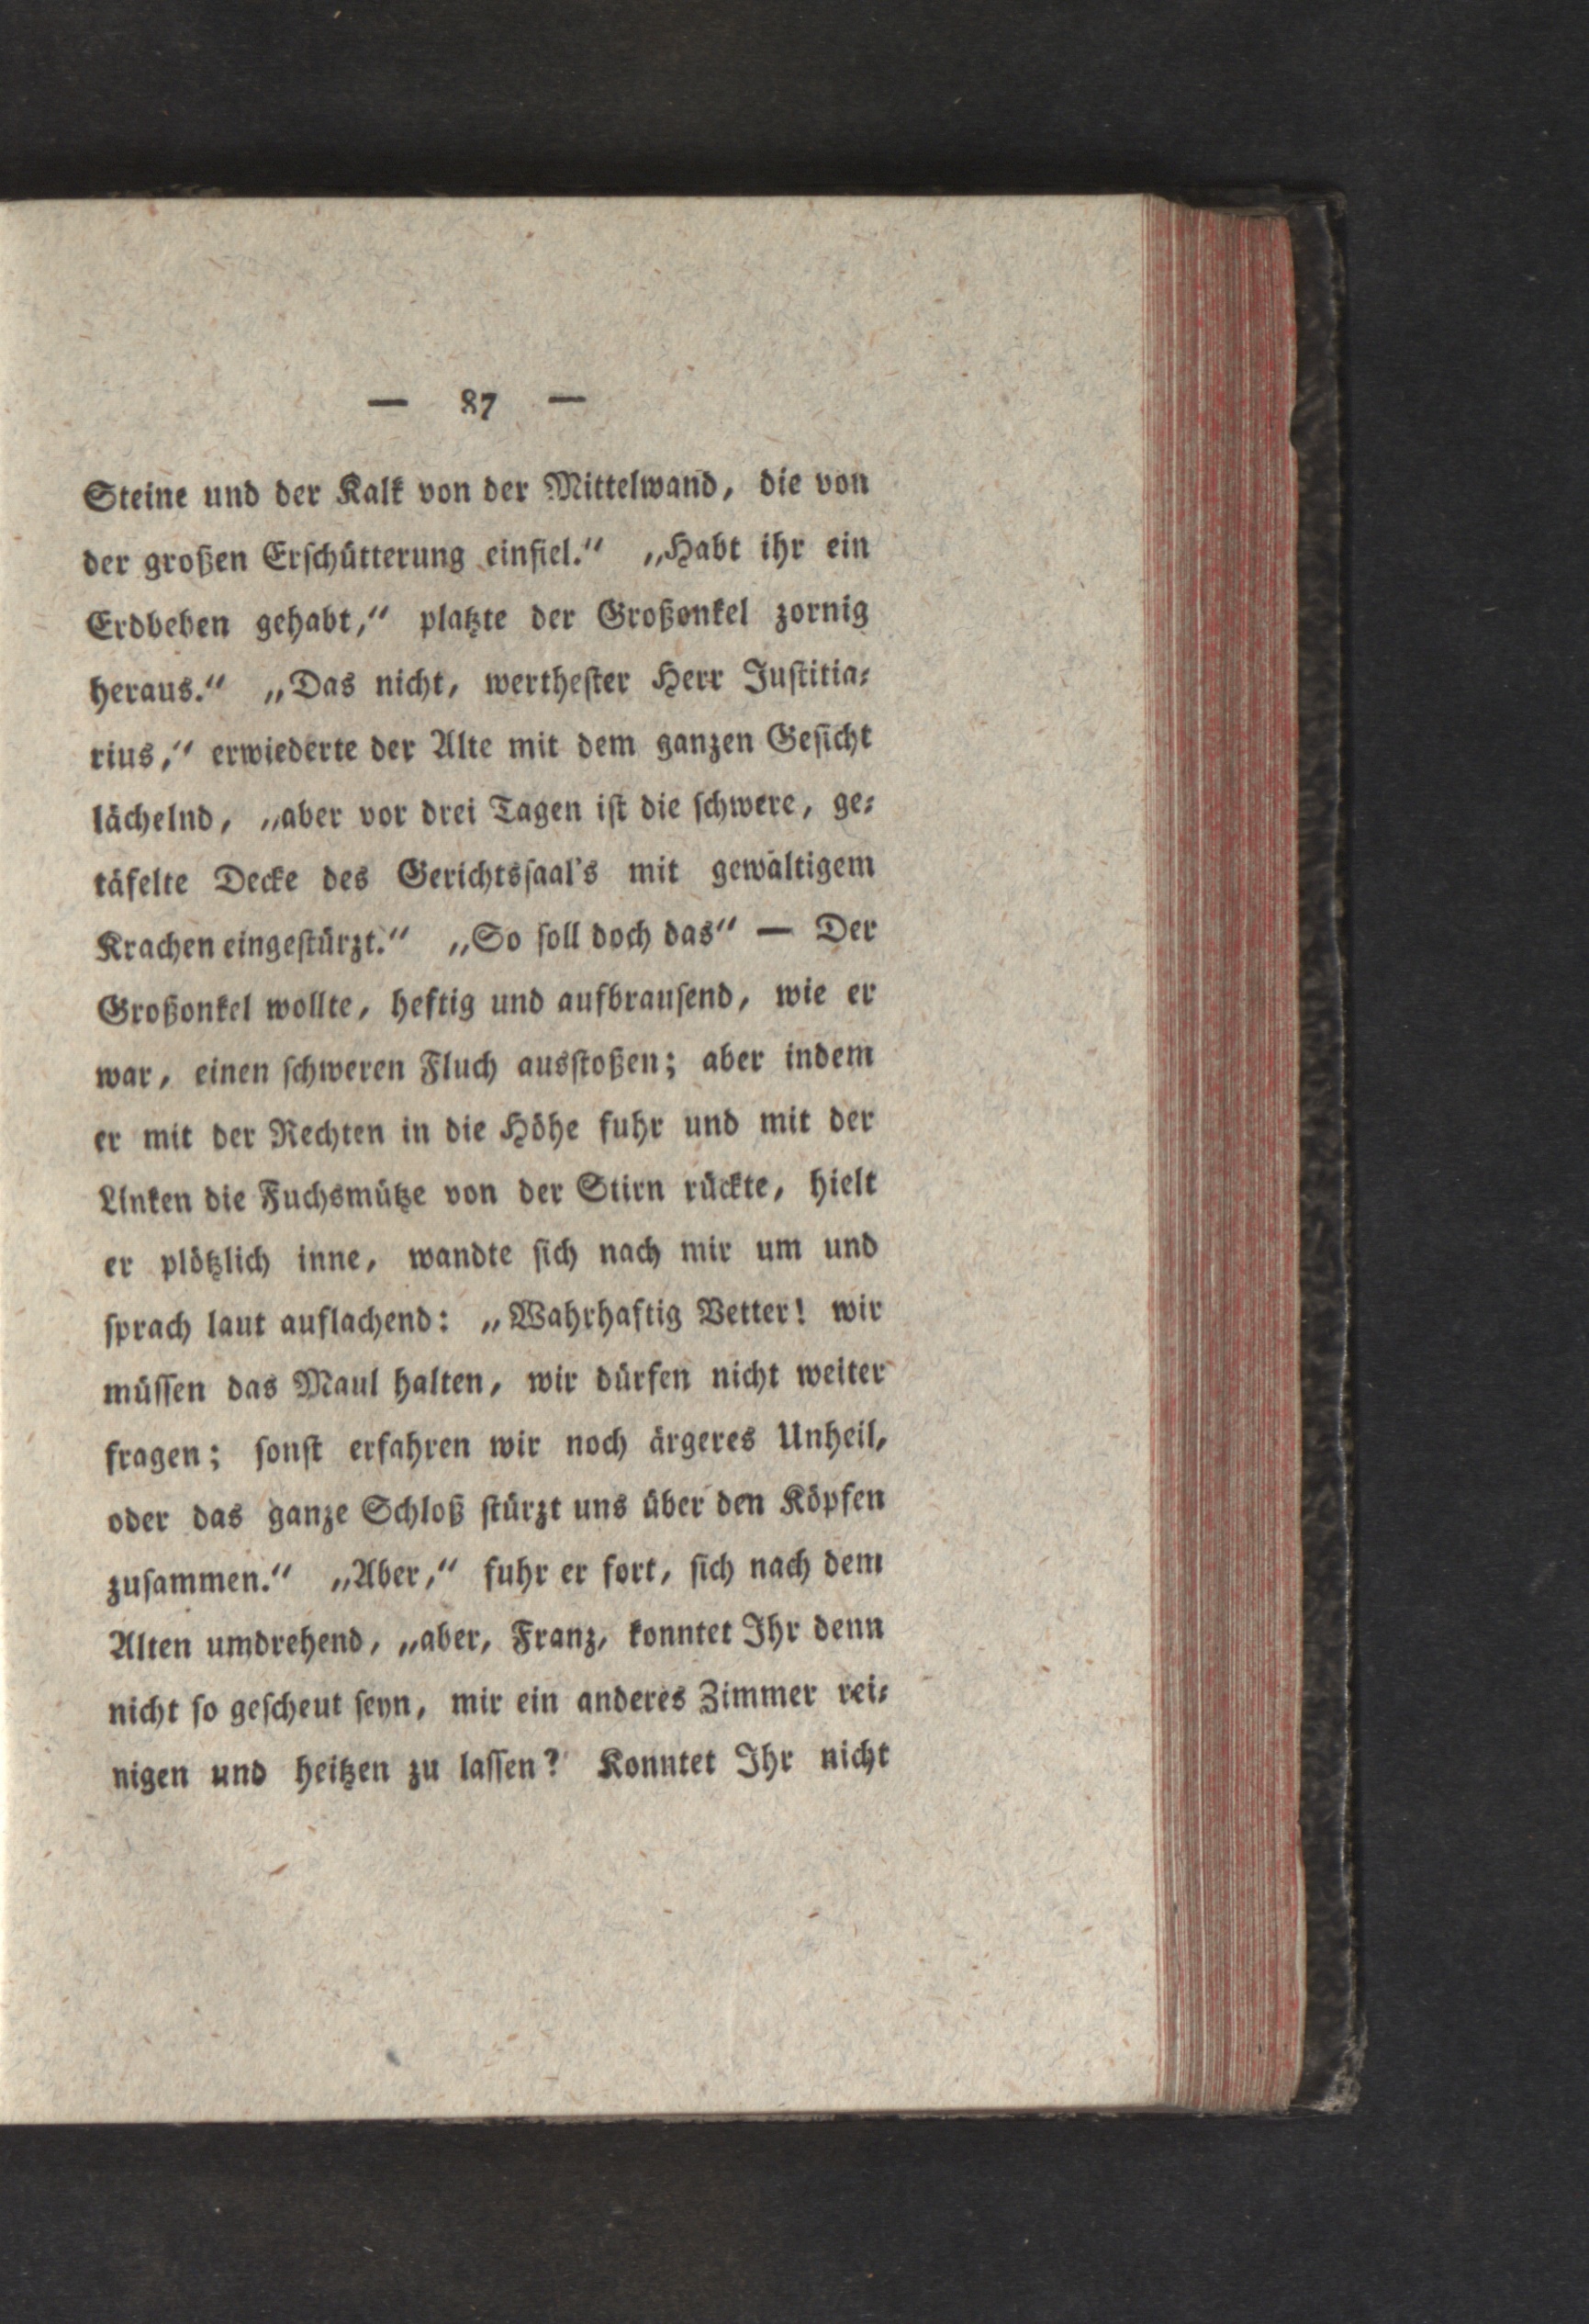 — 87 —
Steine und der Kalk von der Mittelwand, die von
der großen Erſchütterung einfiel.“ „Habt ihr ein
Erdbeben gehabt,“ platzte der Großonkel zornig
heraus.“ „Das nicht, wertheſter Herr Juſtitia⸗
rius,“ erwiederte der Alte mit dem ganzen Geſicht
lächelnd, „aber vor drei Tagen iſt die ſchwere, ge⸗
täfelte Decke des Gerichtsſaal's mit gewaltigem
Krachen eingeſtürzt.“ „So ſoll doch das“ — Der
Großonkel wollte, heftig und aufbrauſend, wie er
war, einen ſchweren Fluch ausſtoßen; aber indem
er mit der Rechten in die Höhe fuhr und mit der
Linken die Fuchsmütze von der Stirn rückte, hielt
er plötzlich inne, wandte ſich nach mir um und
ſprach laut auflachend: „Wahrhaftig Vetter! wir
müſſen das Maul halten, wir dürfen nicht weiter
fragen; ſonſt erfahren wir noch ärgeres Unheil,
oder das ganze Schloß ſtürzt uns über den Köpfen
zuſammen.“ „Aber,“ fuhr er fort, ſich nach dem
Alten umdrehend, „aber, Franz, konntet Ihr denn
nicht ſo geſcheut ſeyn, mir ein anderes Zimmer rei⸗
nigen und heitzen zu laſſen? Konntet Ihr nicht